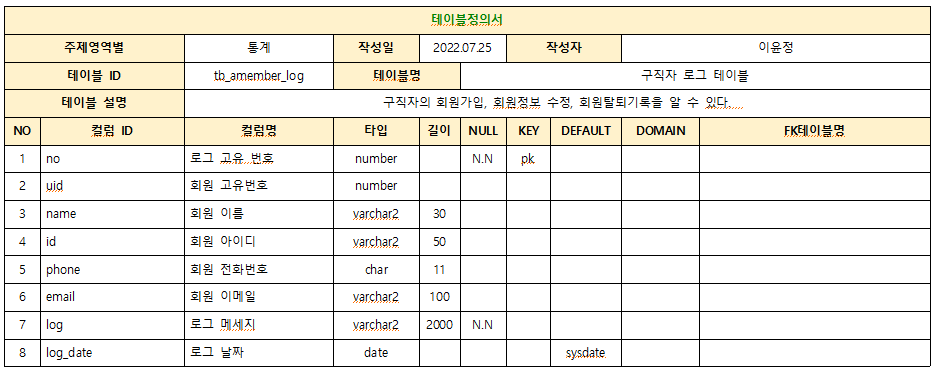 테이블정의서
주제영역별 통계 작성일 2022.07.25 작성자 이윤정
테이블 ID tb_amember_log 테이블명 구직자 로그 테이블
테이블 설명 구직자의 회원가입, 회원정보 수정, 회원탈퇴기록을 알 수 있다.
NO 컬럼 ID 컬럼명 타입 길이 NULL KEY DEFAULT DOMAIN FK테이블명
1 no 로그 고유 번호 number N.N pk
2 uid 회원 고유번호 number
3 name 회원 이름 varchar2 30
4 id 회원 아이디 varchar2 50
5 phone 회원 전화번호 char 11
6 email 회원 이메일 varchar2 100
7 log 로그 메세지 varchar2 2000 N.N
8 log_date 로그 날짜 date sysdate